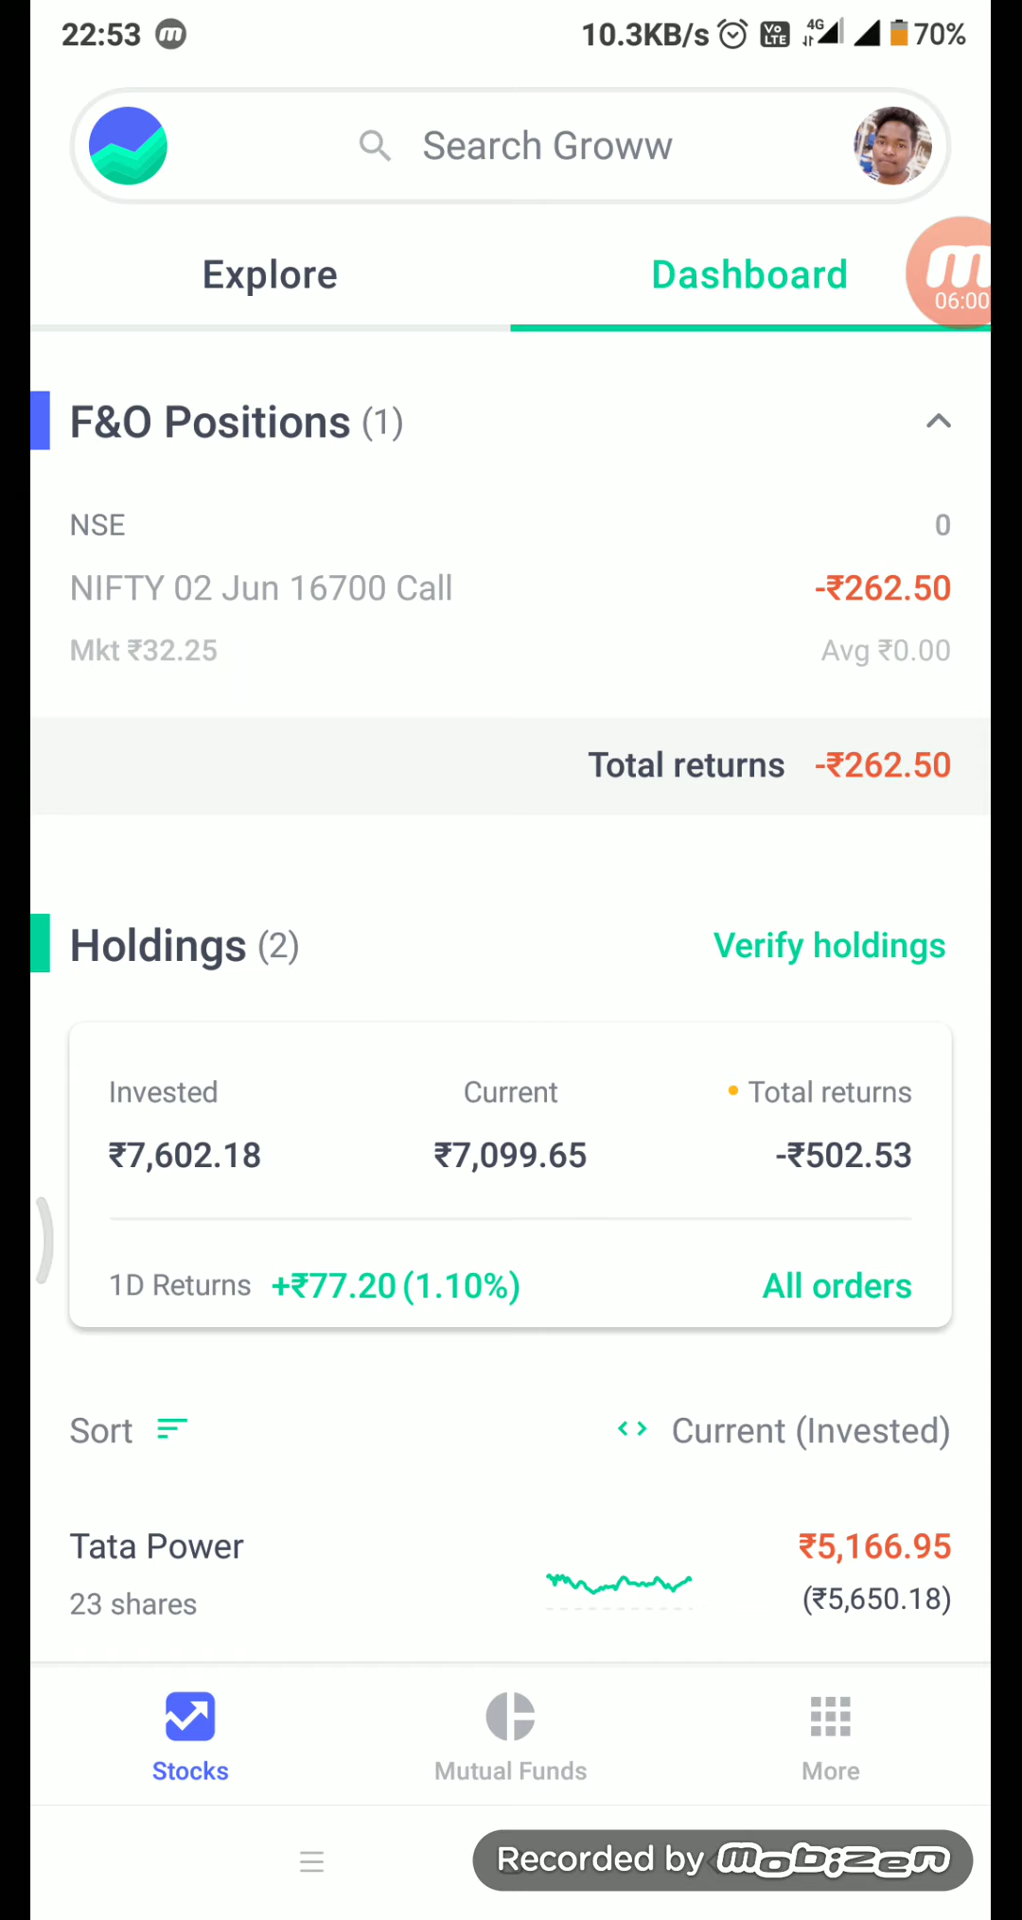 22:53 m 10.3KB/s Vo LTE 4G 70%
Search Groww
Explore Dashboard
m 06:00
F&O Positions (1)
NSE 0
NIFTY 02 Jun 16700 Call -₹262.50
Mkt ₹32.25 Avg ₹0.00
Total returns -₹262.50
Holdings (2) Verify holdings
Invested Current Total returns
₹7,602.18 ₹7,099.65 -₹502.53
1D Returns +₹77.20 (1.10%) All orders
Sort <> Current (Invested)
Tata Power ₹5,166.95
23 shares (₹5,650.18)
Stocks Mutual Funds More
Recorded by mobizen